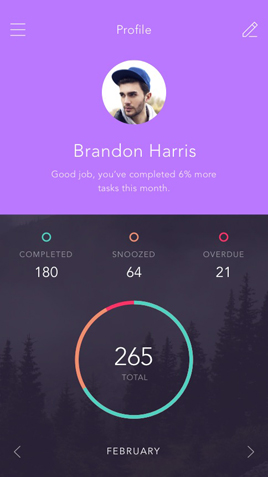 Profile
Brandon Harris
Good job, you've completed 6% more
tasks this month.
COMPLETED
180
SNOOZED
64
OVERDUE
21
265
TOTAL
FEBRUARY